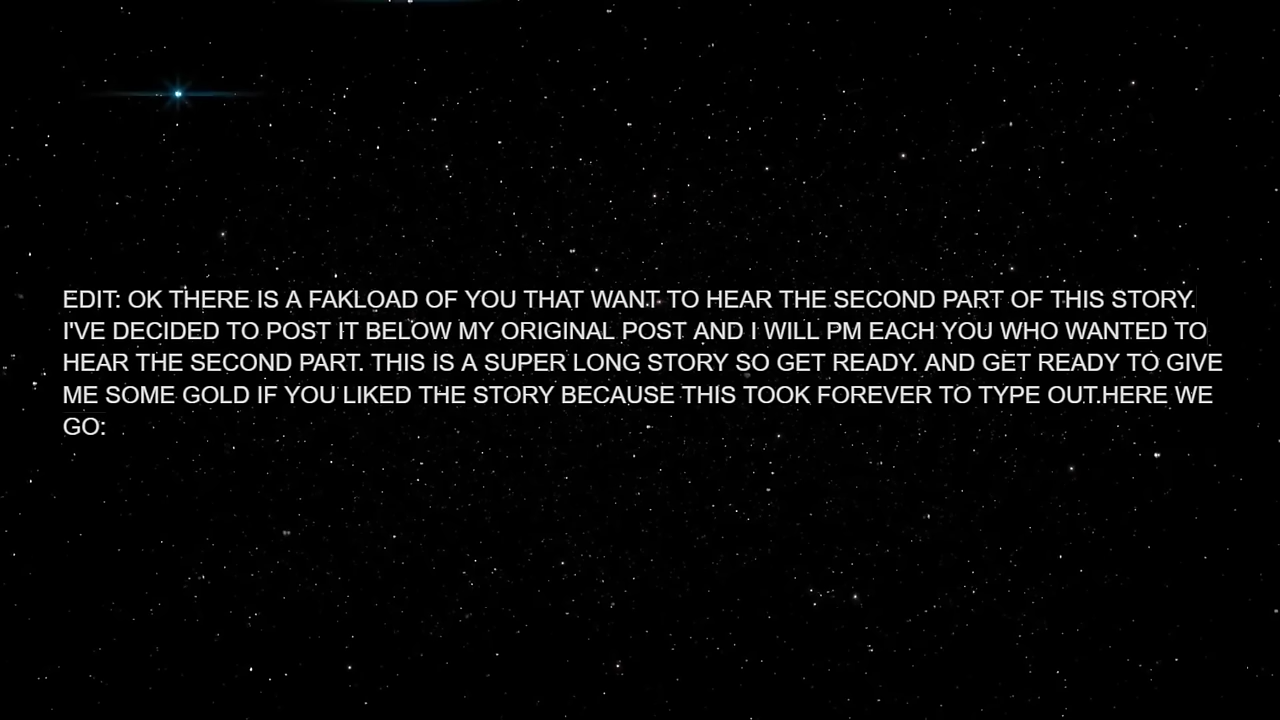 EDIT: OK THERE IS A FAKLOAD OF YOU THAT WANT TO HEAR THE SECOND PART OF THIS STORY.
I'VE DECIDED TO POST IT BELOW MY ORIGINAL POST AND I WILL PM EACH YOU WHO WANTED TO
HEAR THE SECOND PART. THIS IS A SUPER LONG STORY SO GET READY. AND GET READY TO GIVE
ME SOME GOLD IF YOU LIKED THE STORY BECAUSE THIS TOOK FOREVER TO TYPE OUT.HERE WE
GO: